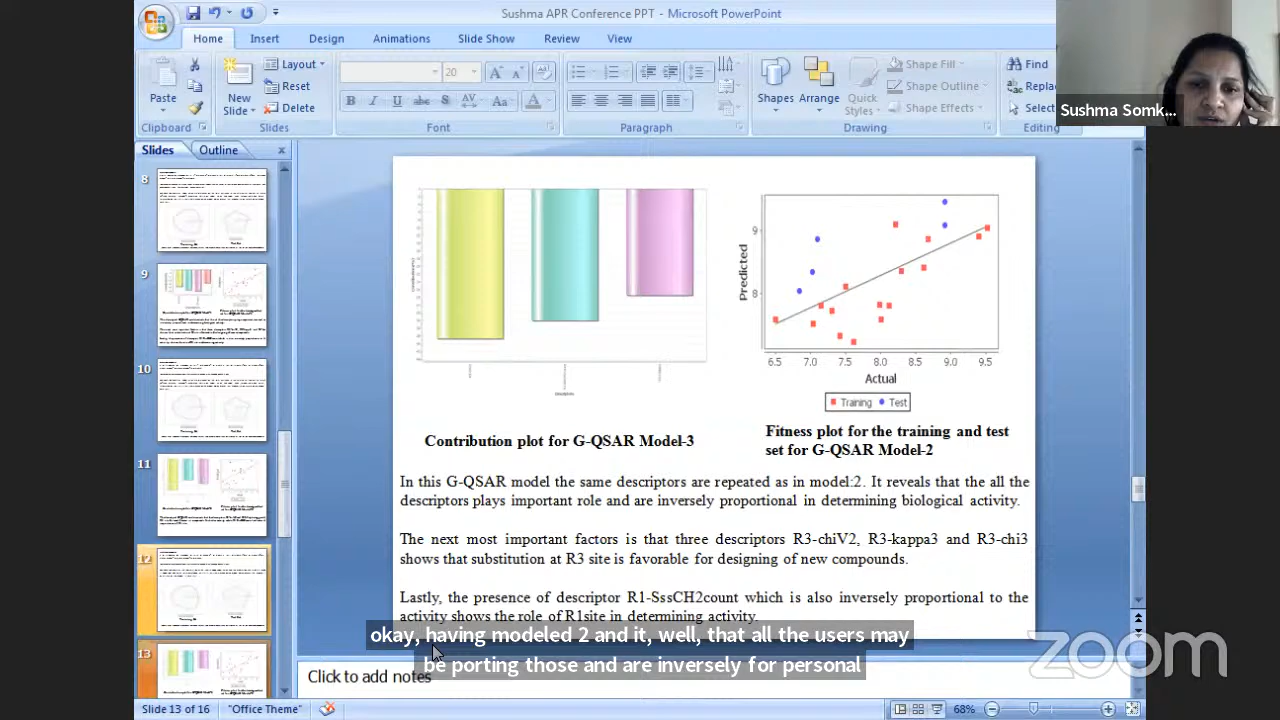 Sushma APR Conference PPT - Microsoft PowerPoint
Home Insert Design Animations Slide Show Review View
Paste
New
Slide
Layout
Reset
Delete
20
B I U abc S AV Aa A
Shapes Arrange Quick
Styles
Shape Fill
Shape Outline
Shape Effects
Find
Replac
Select
Clipboard Slides Font Paragraph Drawing Editing
Sushma Somk...
Slides Outline
8
9
10
11
12
13
Predicted
9
8
6.5 7.0 7.5 8.0 8.5 9.0 9.5
Actual
Training Test
Contribution plot for G-QSAR Model-3
Fitness plot for the training and test
set for G-QSAR Model-2
In this G-QSAR model the same descriptors are repeated as in model:2. It reveals that the all the
descriptors plays important role and are inversely proportional in determining biological activity.
The next most important factors is that three descriptors R3-chiV2, R3-kappa3 and R3-chi3
shows that substitution at R3 site is favourable for designing of new compounds.
Lastly, the presence of descriptor R1-SssCH2count which is also inversely proportional to the
activity shows the role of R1site in determining activity.
okay, having modele I 2 and it, well, that all the users may
be porting those and are inversely for personal
zoom
Click to add notes
Slide 13 of 16 "Office Theme" 68%